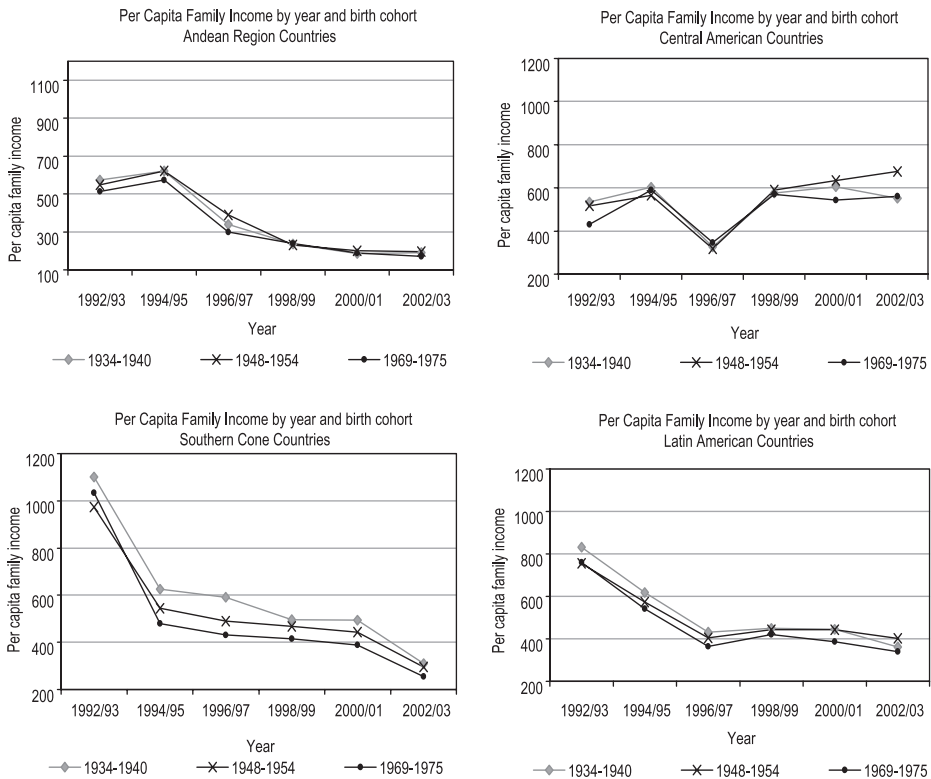 Per Capita Family Income by year and birth cohort
Andean Region Countries
Per capita family income
1100
900
700
500
300
100
1992/93 1994/95 1996/97 1998/99 2000/01 2002/03
Year
1934-1940 1948-1954 1969-1975
Per Capita Family Income by year and birth cohort
Central American Countries
Per capita family income
1200
1000
800
600
400
200
1992/93 1994/95 1996/97 1998/99 2000/01 2002/03
Year
1934-1940 1948-1954 1969-1975
Per Capita Family Income by year and birth cohort
Southern Cone Countries
Per capita family income
1200
1000
800
600
400
200
1992/93 1994/95 1996/97 1998/99 2000/01 2002/03
Year
1934-1940 1948-1954 1969-1975
Per Capita Family Income by year and birth cohort
Latin American Countries
Per capita family income
1200
1000
800
600
400
200
1992/93 1994/95 1996/97 1998/99 2000/01 2002/03
Year
1934-1940 1948-1954 1969-1975